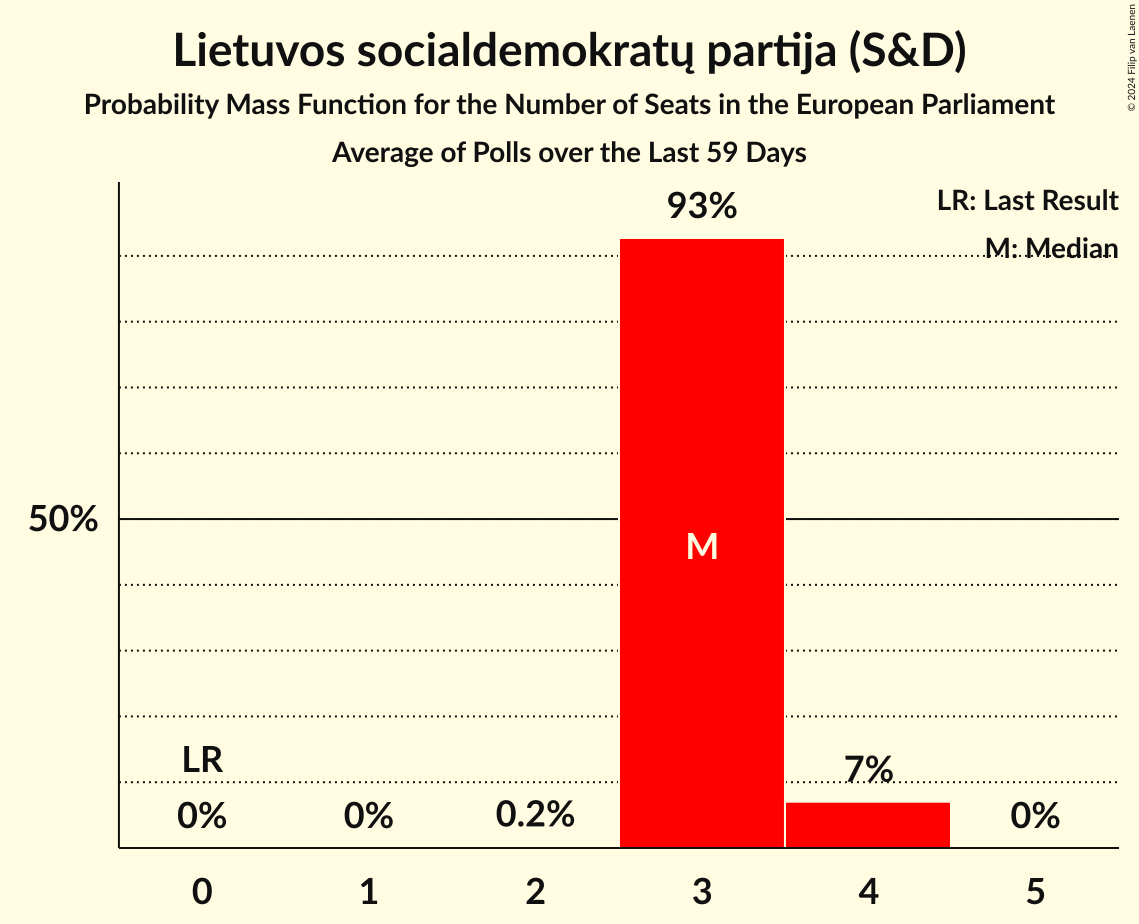 Lietuvos socialdemokratų partija (S&D)
Probability Mass Function for the Number of Seats in the European Parliament
Average of Polls over the Last 59 Days
© 2024 Filip van Laenen
LR: Last Result
M: Median
93%
50%
M
LR
7%
0%
0%
0.2%
0%
0
1
2
3
4
5